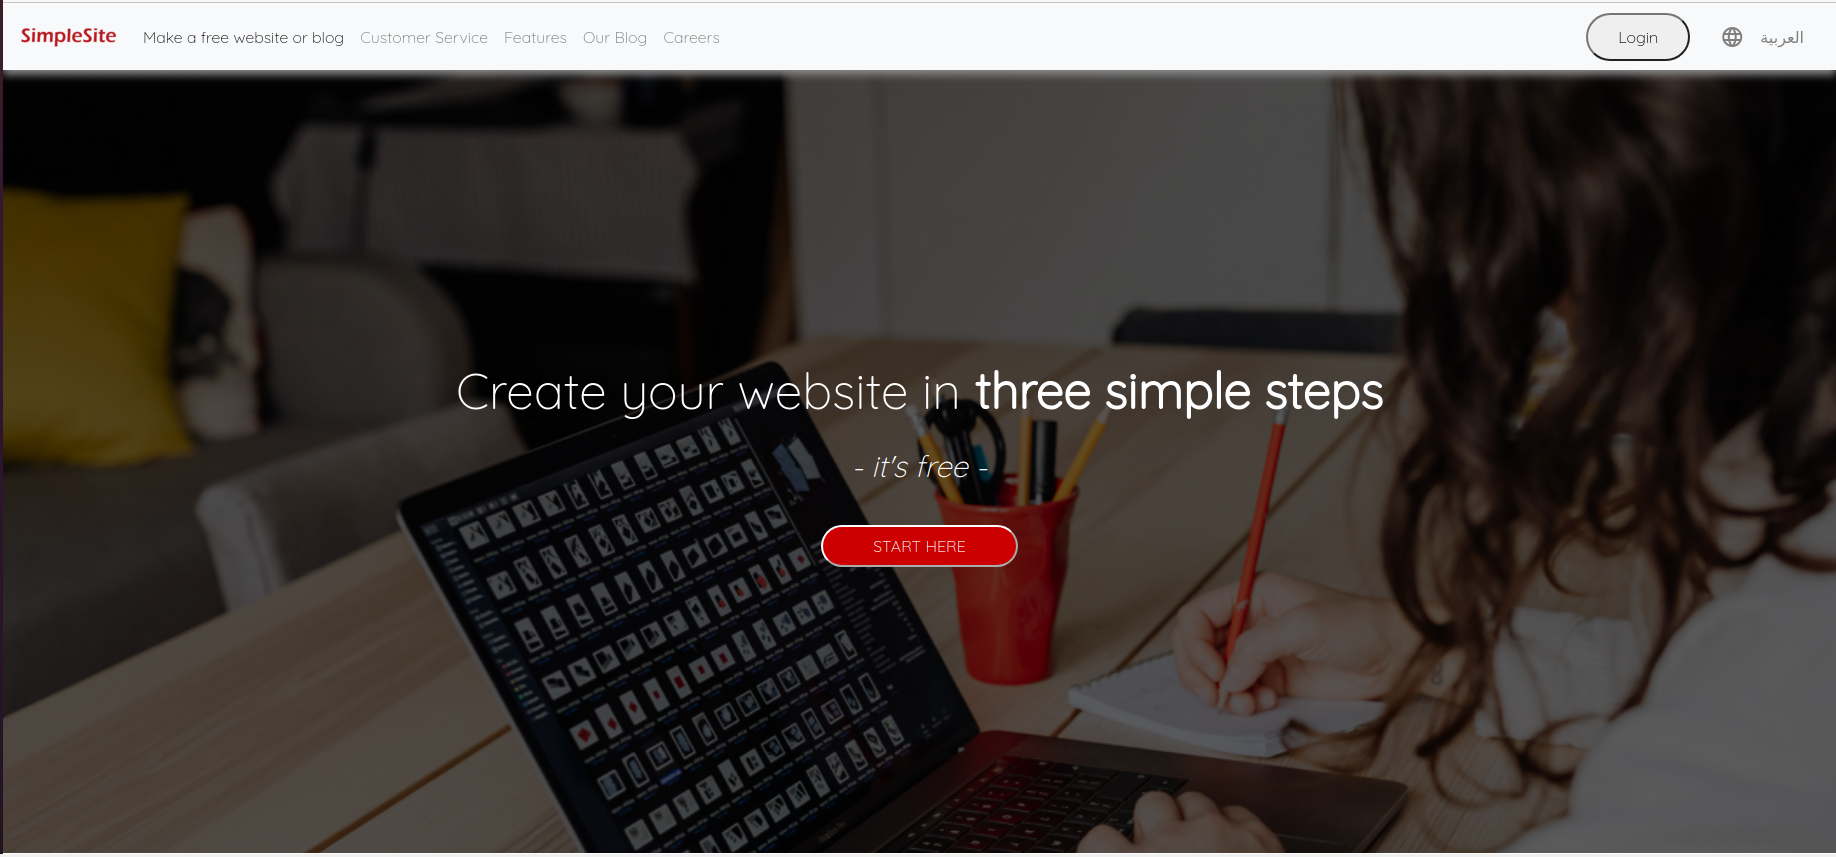 SimpleSite
Make a free website or blog
Customer Service
Features
Our Blog
Careers
Login
العربية
Create your website in three simple steps
- it's free -
START HERE